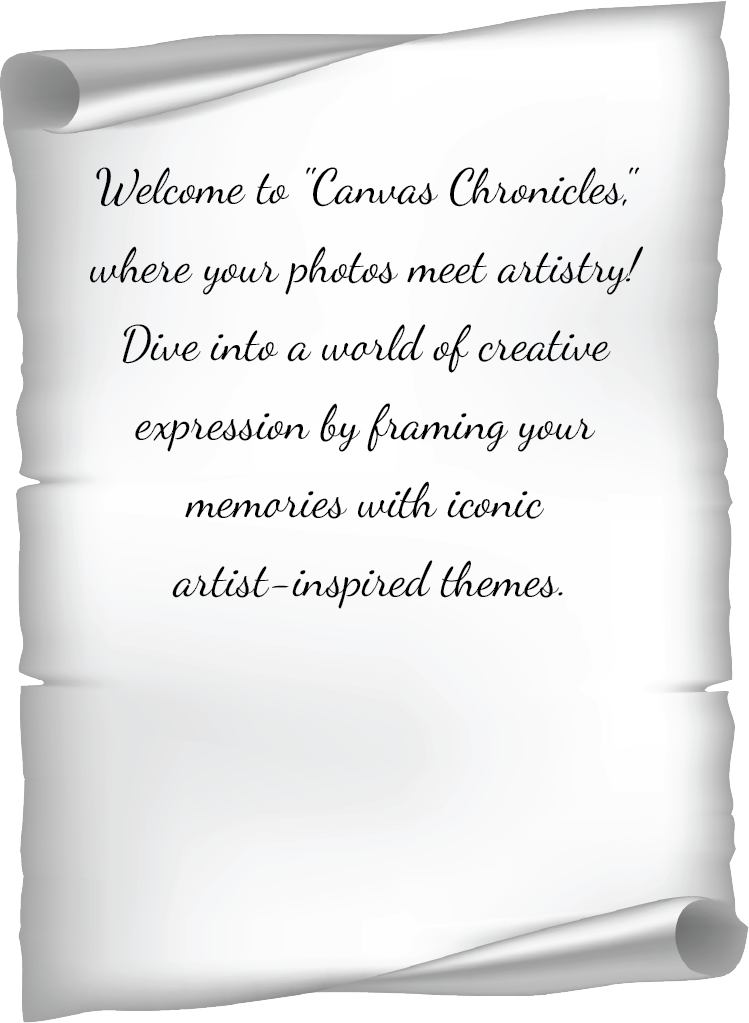 Welcome to "Canvas Chronicles,"
where your photos meet artistry!
Dive into a world of creative
expression by framing your
memories with iconic
artist-inspired themes.